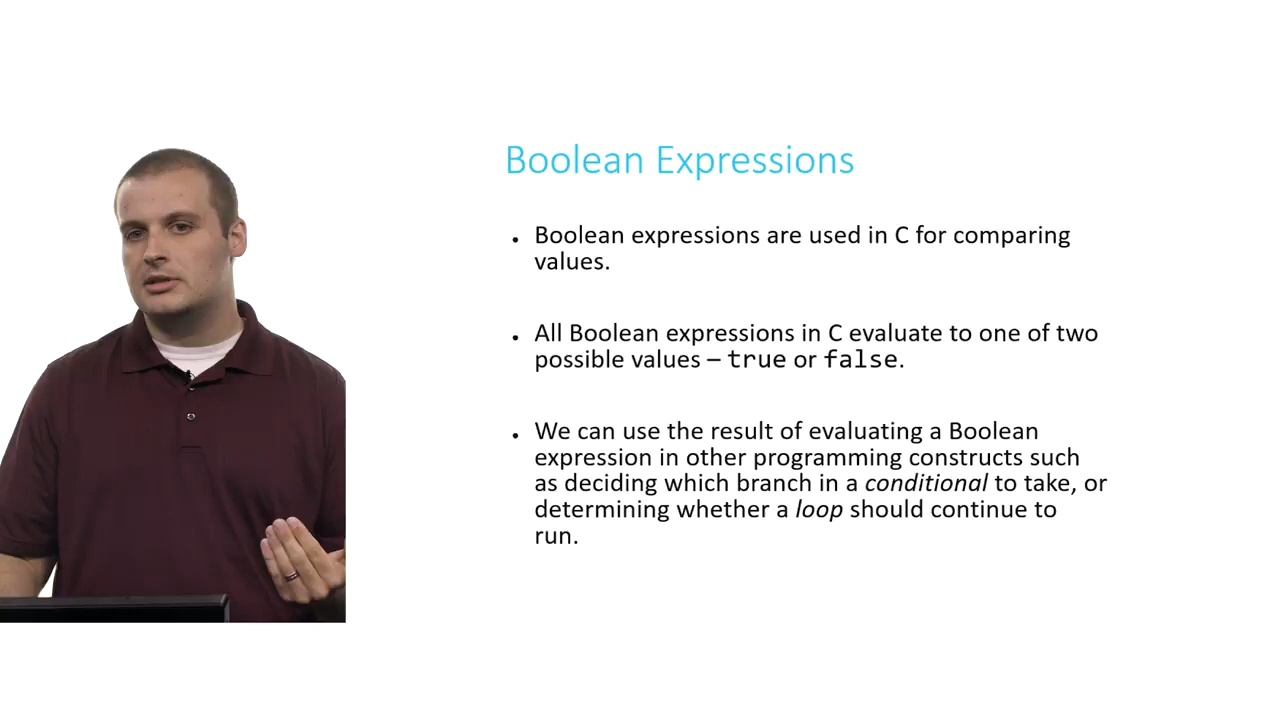 Boolean Expressions
• Boolean expressions are used in C for comparing
values.
• All Boolean expressions in C evaluate to one of two
possible values – true or false.
• We can use the result of evaluating a Boolean
expression in other programming constructs such
as deciding which branch in a conditional to take, or
determining whether a loop should continue to
run.